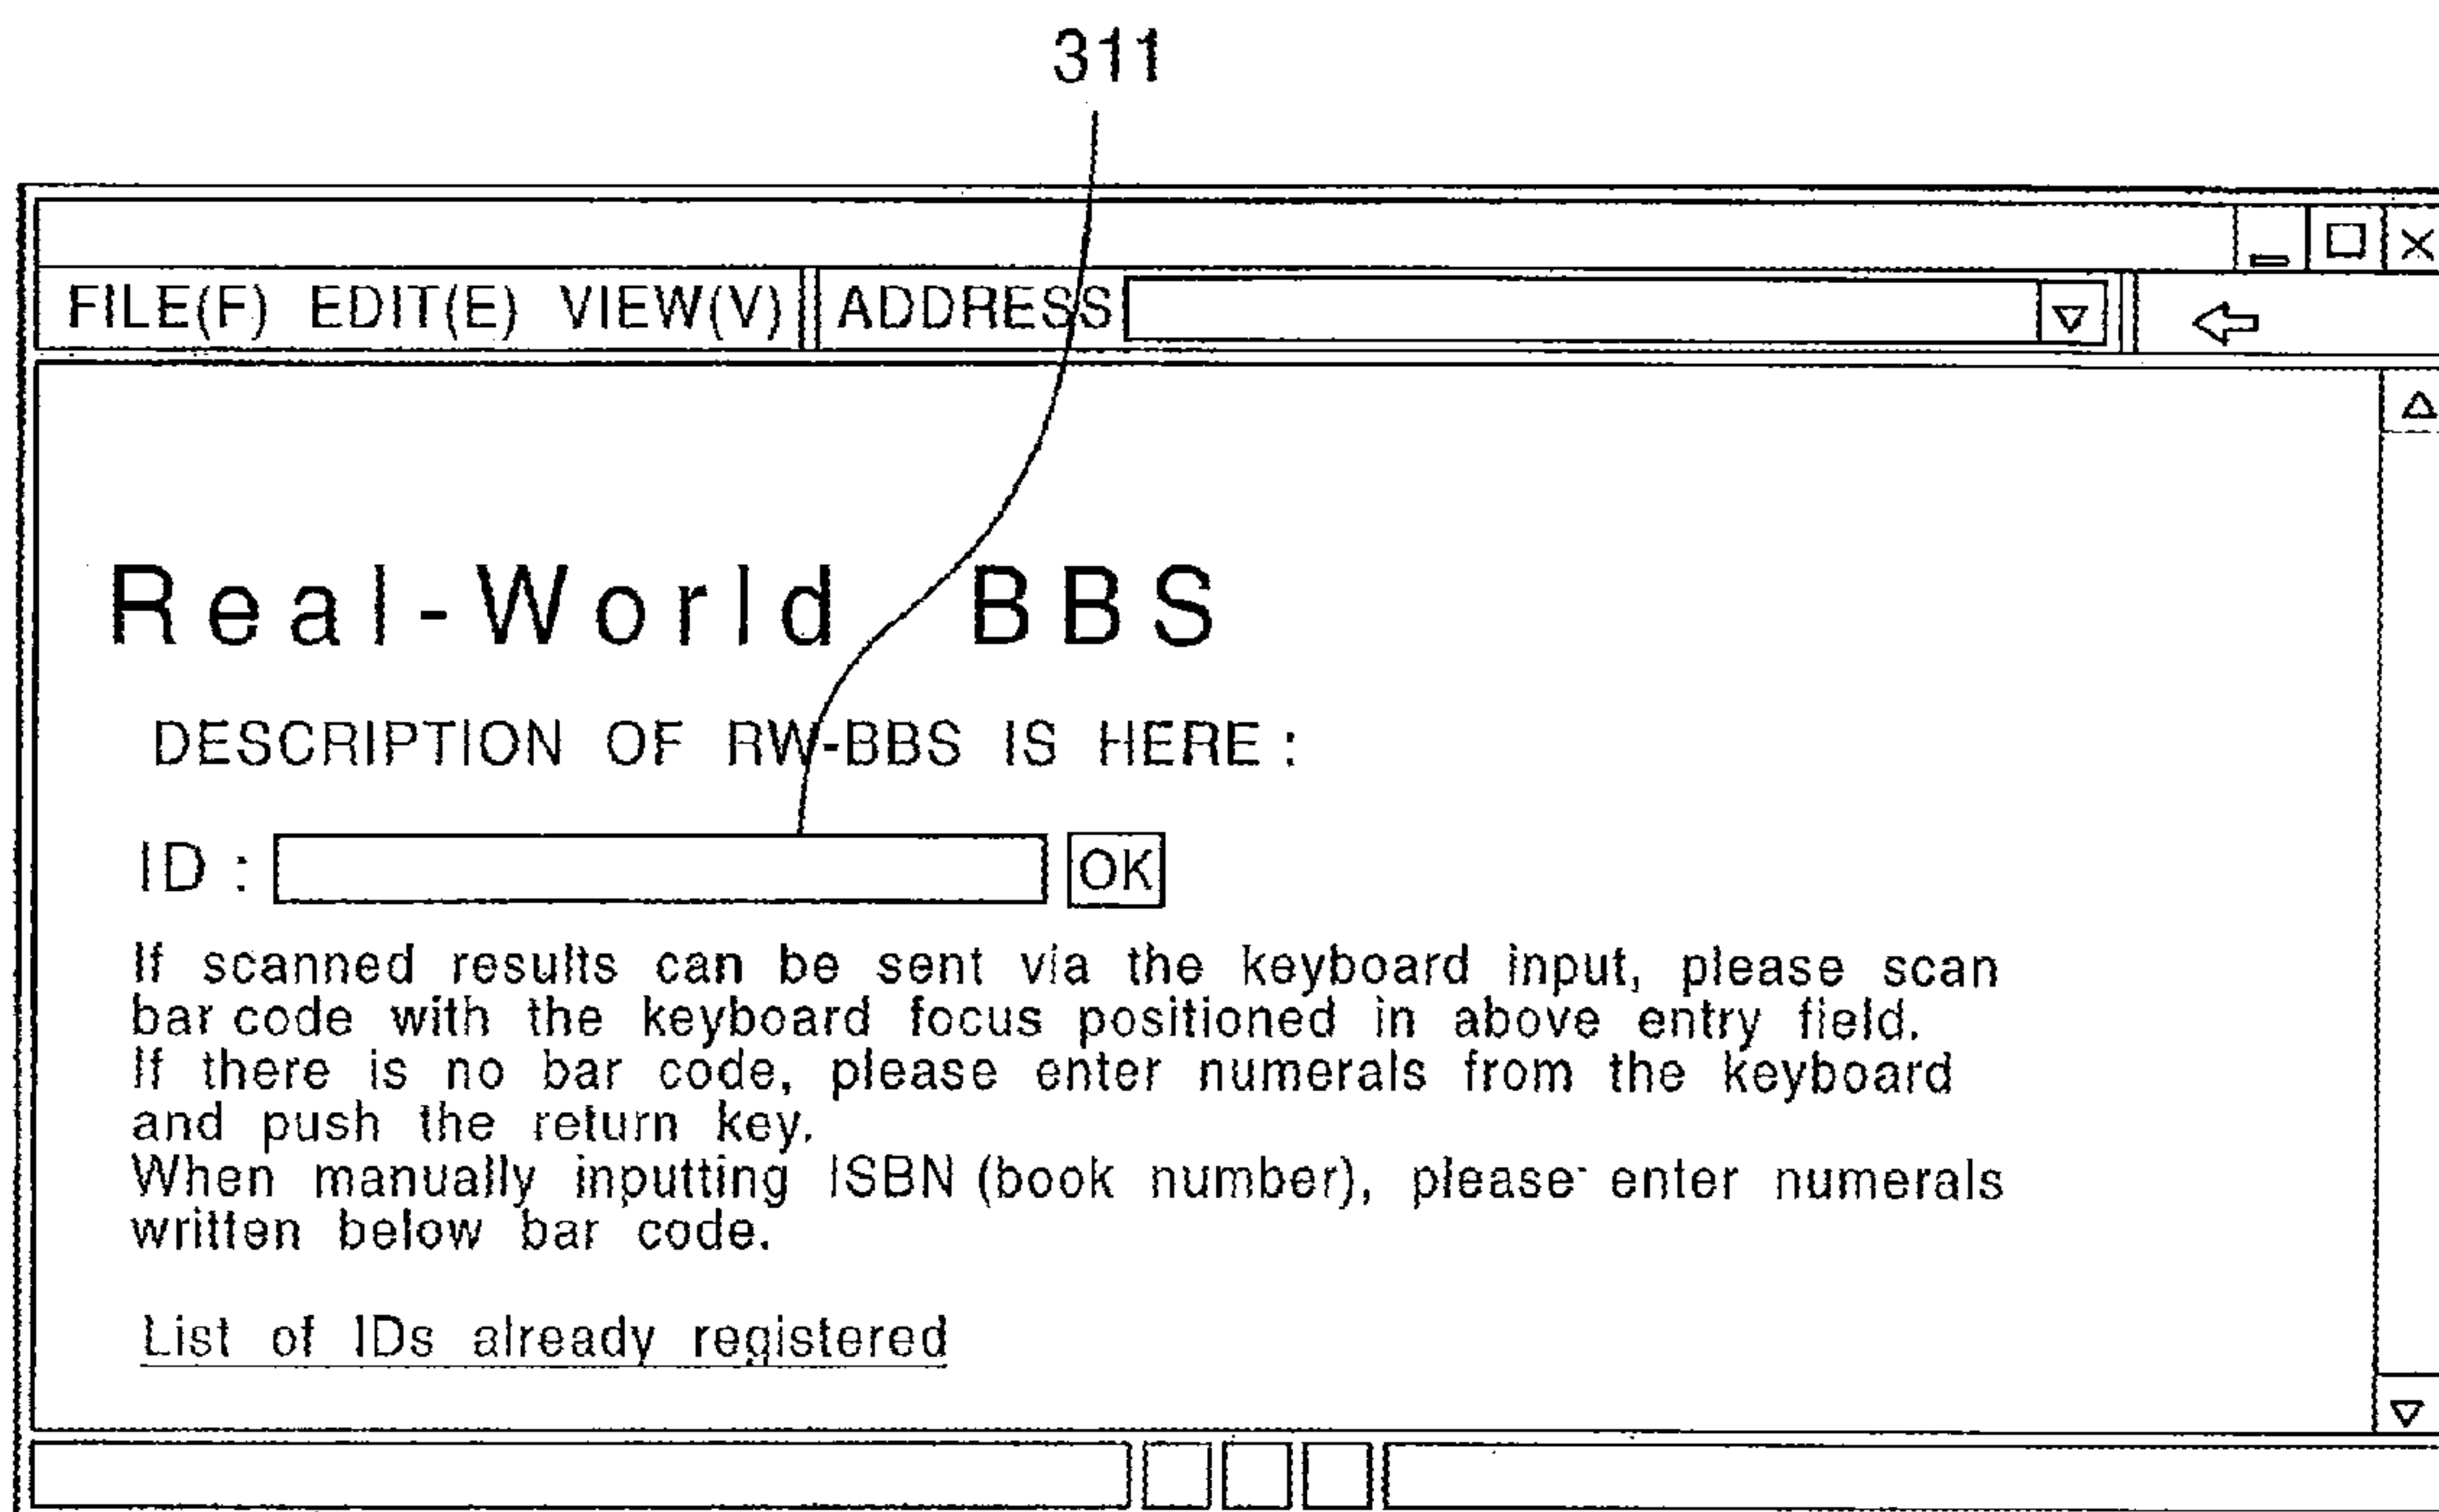 311
FILE(F) EDIT(E) VIEW(V) ADDRESS
Real-World BBS
DESCRIPTION OF RW-BBS IS HERE :
ID : OK
If scanned results can be sent via the keyboard input, please scan
bar code with the keyboard focus positioned in above entry field.
If there is no bar code, please enter numerals from the keyboard
and push the return key.
When manually inputting ISBN (book number), please enter numerals
written below bar code.
List of IDs already registered